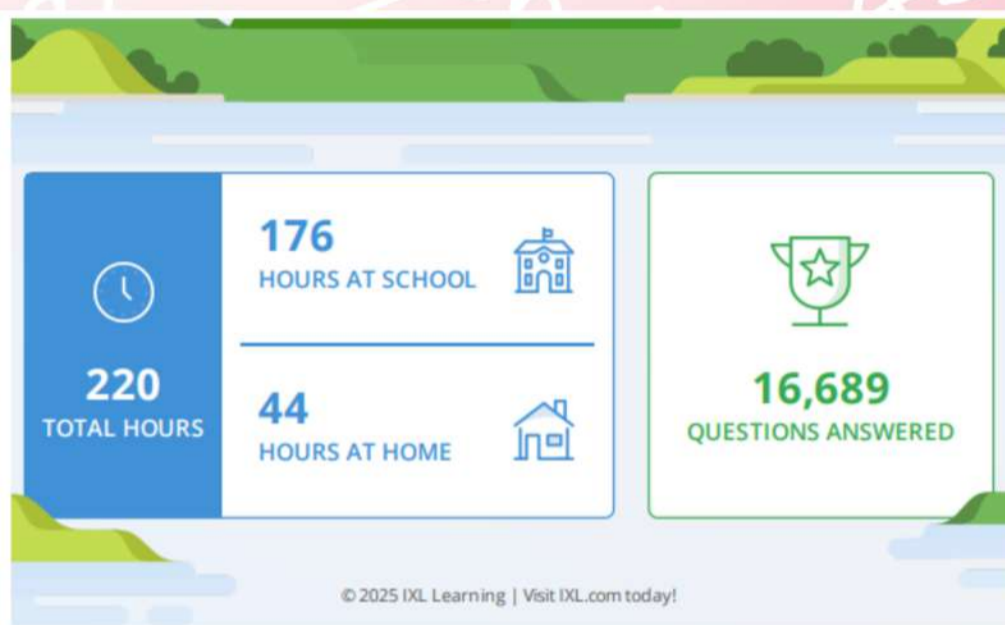 220
TOTAL HOURS
176
HOURS AT SCHOOL
44
HOURS AT HOME
16,689
QUESTIONS ANSWERED
© 2025 IXL Learning | Visit IXL.com today!